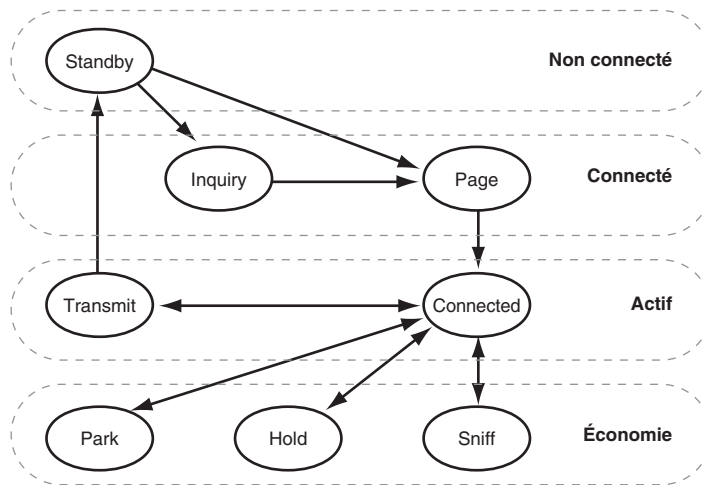 Standby
Non connecté
Inquiry
Page
Connecté
Transmit
Connected
Actif
Park
Hold
Sniff
Économie